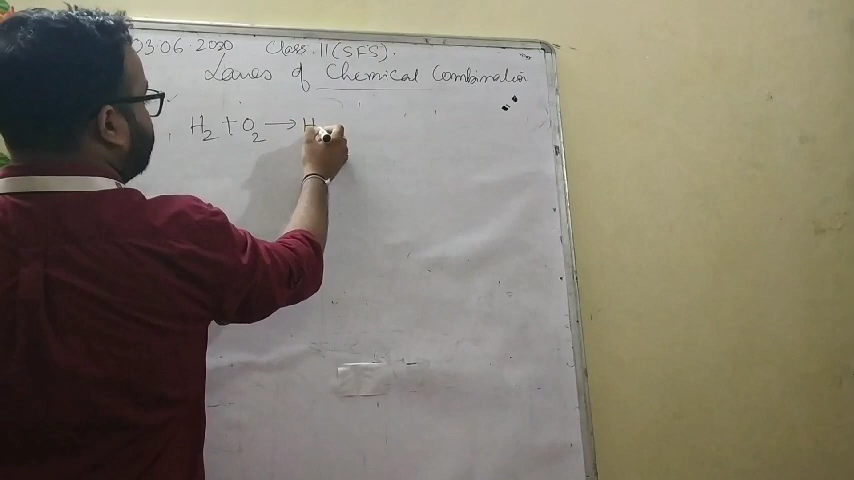 03.06.2020 Class. 11(SFS).
Laws of Chemical Combination
H₂ + O₂ → H